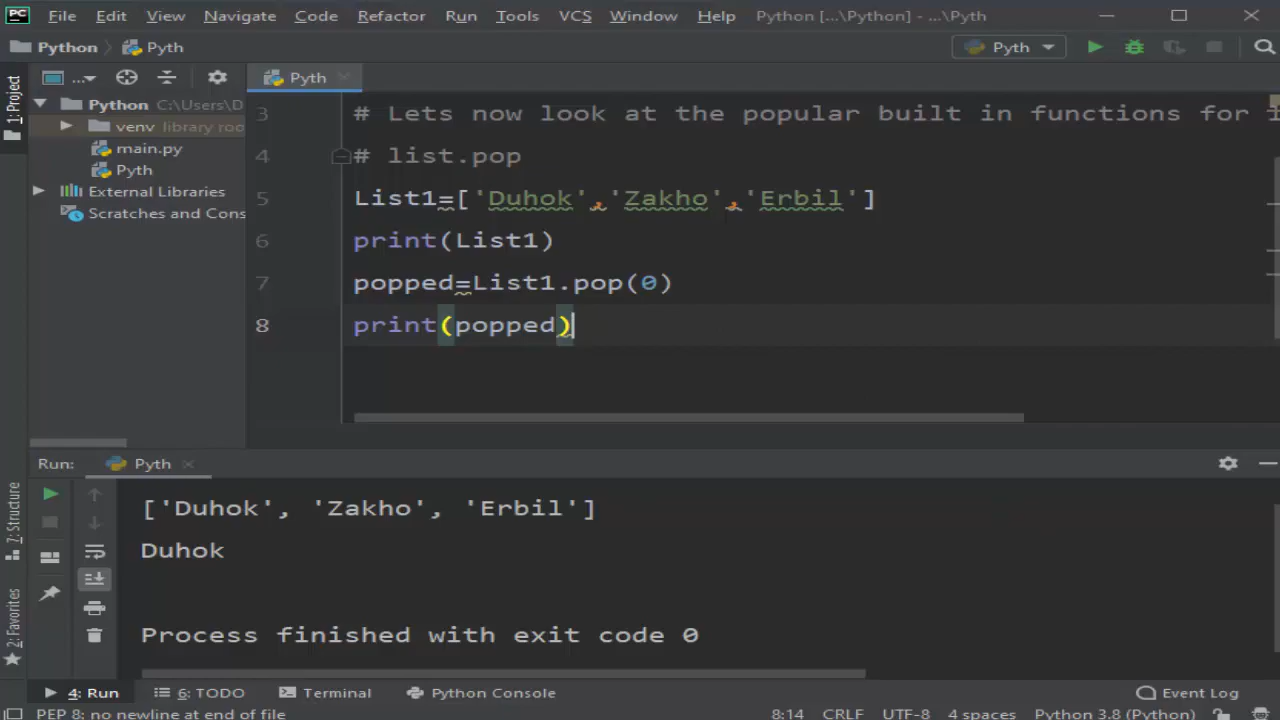 PC File Edit View Navigate Code Refactor Run Tools VCS Window Help Python [...\Python] - ...\Pyth
Python Pyth Pyth
1: Project
... Pyth
Python C:\Users\D
venv library roo
main.py
Pyth
External Libraries
Scratches and Cons
3 # Lets now look at the popular built in functions for
4 # list.pop
5 List1=['Duhok','Zakho','Erbil']
6 print(List1)
7 popped=List1.pop(0)
8 print(popped)
Run: Pyth
['Duhok', 'Zakho', 'Erbil']
Duhok
Process finished with exit code 0
7: Structure
2: Favorites
4: Run 6: TODO Terminal Python Console Event Log
PEP 8: no newline at end of file 8:14 CRLF UTF-8 4 spaces Python 3.8 (Python)